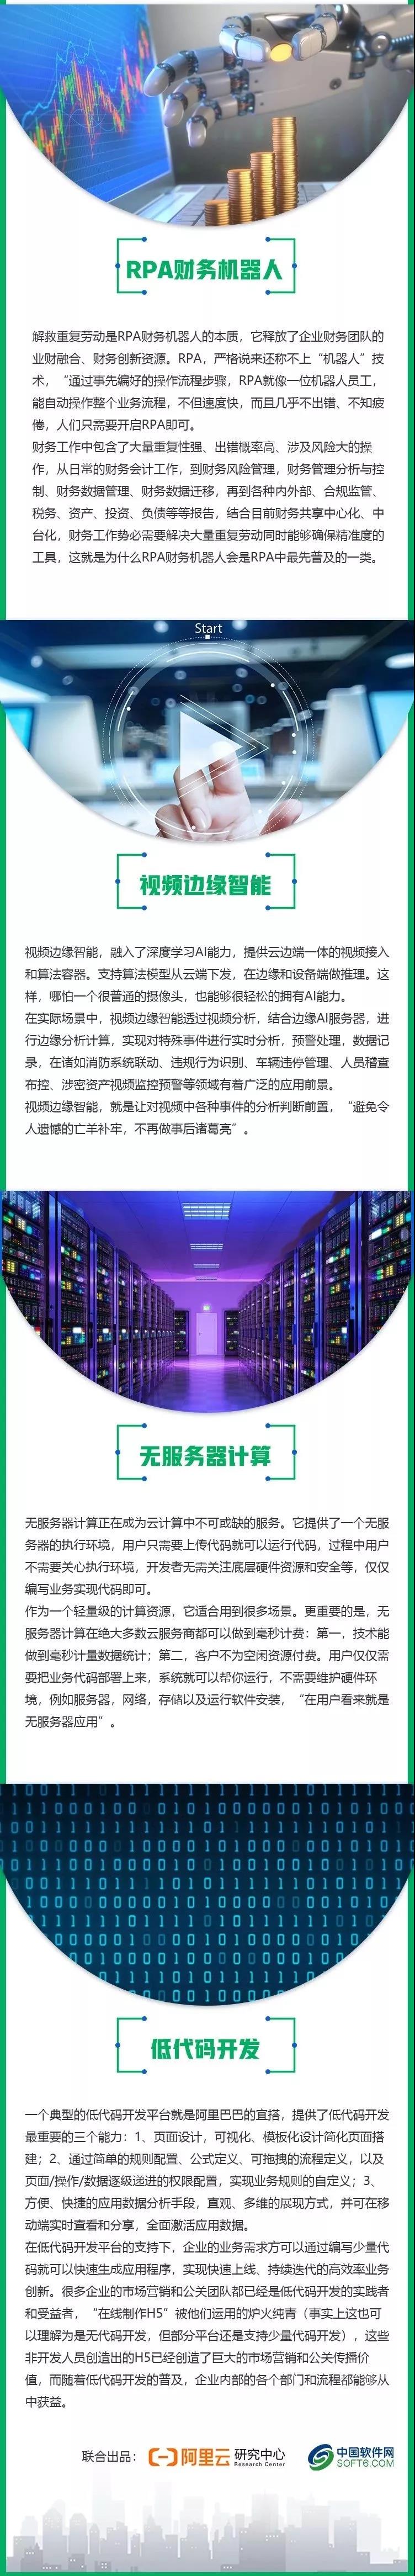 RPA财务机器人
解救重复劳动是RPA财务机器人的本质，它释放了企业财务团队的
业财融合、财务创新资源。RPA，严格说来还称不上“机器人”技
术，“通过事先编好的操作流程步骤，RPA就像一位机器人员工，
能自动操作整个业务流程，不但速度快，而且几乎不出错、不知疲
倦，人们只需要开启RPA即可。
财务工作中包含了大量重复性强、出错概率高、涉及风险大的操
作，从日常的财务会计工作，到财务风险管理，财务管理分析与控
制、财务数据管理、财务数据迁移，再到各种内外部、合规监管、
税务、资产、投资、负债等等报告，结合目前财务共享中心化、中
台化，财务工作势必需要解决大量重复劳动同时能够确保精准度的
工具，这就是为什么RPA财务机器人会是RPA中最先普及的一类。
Start
视频边缘智能
视频边缘智能，融入了深度学习AI能力，提供云边端一体的视频接入
和算法容器。支持算法模型从云端下发，在边缘和设备端做推理。这
样，哪怕一个很普通的摄像头，也能够很轻松的拥有AI能力。
在实际场景中，视频边缘智能透过视频分析，结合边缘AI服务器，进
行边缘分析计算，实现对特殊事件进行实时分析，预警处理，数据记
录，在诸如消防系统联动、违规行为识别、车辆违停管理、人员稽查
布控、涉密资产视频监控预警等领域有着广泛的应用前景。
视频边缘智能，就是让对视频中各种事件的分析判断前置，“避免令
人遗憾的亡羊补牢，不再做事后诸葛亮”。
无服务器计算
无服务器计算正在成为云计算中不可或缺的服务。它提供了一个无服
务器的执行环境，用户只需要上传代码就可以运行代码，过程中用户
不需要关心执行环境，开发者无需关注底层硬件资源和安全等，仅仅
编写业务实现代码即可。
作为一个轻量级的计算资源，它适合用到很多场景。更重要的是，无
服务器计算在绝大多数云服务商都可以做到毫秒计费：第一，技术能
做到毫秒计量数据统计；第二，客户不为空闲资源付费。用户仅仅需
要把业务代码部署上来，系统就可以帮你运行，不需要维护硬件环
境，例如服务器，网络，存储以及运行软件安装，“在用户看来就是
无服务器应用”。
低代码开发
一个典型的低代码开发平台就是阿里巴巴的宜搭，提供了低代码开发
最重要的三个能力：1、页面设计，可视化、模板化设计简化页面搭
建；2、通过简单的规则配置、公式定义、可拖拽的流程定义，以及
页面/操作/数据逐级递进的权限配置，实现业务规则的自定义；3、
方便、快捷的应用数据分析手段，直观、多维的展现方式，并可在移
动端实时查看和分享，全面激活应用数据。
在低代码开发平台的支持下，企业的业务需求方可以通过编写少量代
码就可以快速生成应用程序，实现快速上线、持续迭代的高效率业务
创新。很多企业的市场营销和公关团队都已经是低代码开发的实践者
和受益者，“在线制作H5”被他们运用的炉火纯青（事实上这也可
以理解为是无代码开发，但部分平台还是支持少量代码开发），这些
非开发人员创造出的H5已经创造了巨大的市场营销和公关传播价
值，而随着低代码开发的普及，企业内部的各个部门和流程都能够从
中获益。
联合出品：阿里云 研究中心 中国软件网
Research Center SOFT6.COM